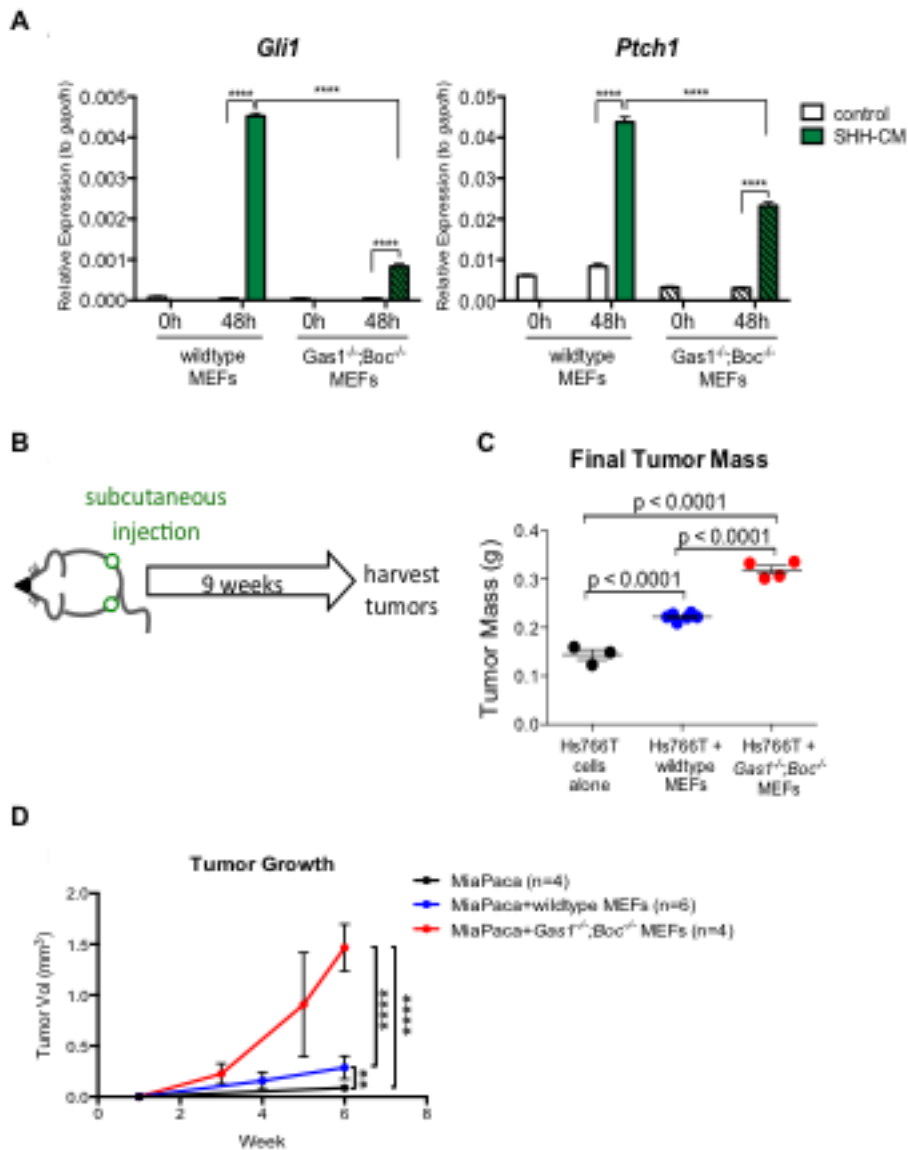 A
Gli1
Ptch1
Relative Expression (to gapdh)
0.005
0.004
0.003
0.002
0.001
0.000
****
****
****
0h 48h 0h 48h
wildtype MEFs
Gas1-/-;Boc-/- MEFs
Relative Expression (to gapdh)
0.05
0.04
0.03
0.02
0.01
0.00
****
****
****
0h 48h 0h 48h
wildtype MEFs
Gas1-/-;Boc-/- MEFs
control
SHH-CM
B
subcutaneous
injection
9 weeks
harvest
tumors
C
Final Tumor Mass
p < 0.0001
p < 0.0001
p < 0.0001
Tumor Mass (g)
0.4
0.3
0.2
0.1
0.0
Hs766T
cells
alone
Hs766T +
wildtype
MEFs
Hs766T +
Gas1-/-;Boc-/-
MEFs
D
Tumor Growth
MiaPaca (n=4)
MiaPaca+wildtype MEFs (n=6)
MiaPaca+Gas1-/-;Boc-/- MEFs (n=4)
Tumor Vol (mm3)
2.0
1.5
1.0
0.5
0.0
****
****
**
0 2 4 6 8
Week